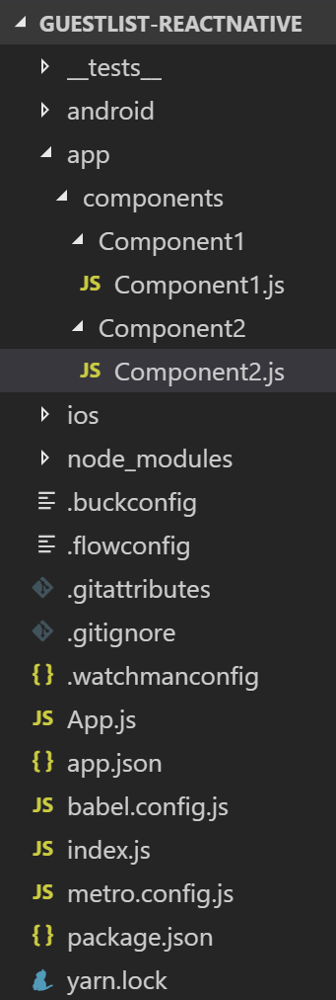 GUESTLIST-REACTNATIVE
__tests__
android
app
components
Component1
JS Component1.js
Component2
JS Component2.js
ios
node_modules
.buckconfig
.flowconfig
.gitattributes
.gitignore
{ } .watchmanconfig
JS App.js
{ } app.json
JS babel.config.js
JS index.js
JS metro.config.js
{ } package.json
yarn.lock